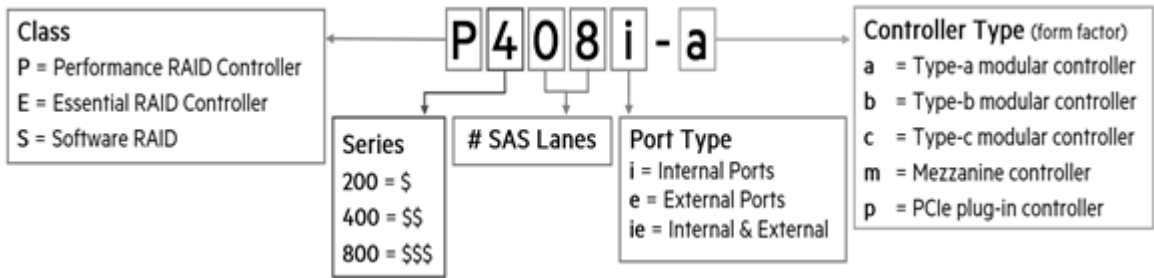 P408i-a
Class
P = Performance RAID Controller
E = Essential RAID Controller
S = Software RAID
Series
200 = $
400 = $$
800 = $$$
# SAS Lanes
Port Type
i = Internal Ports
e = External Ports
ie = Internal & External
Controller Type (form factor)
a = Type-a modular controller
b = Type-b modular controller
c = Type-c modular controller
m = Mezzanine controller
p = PCIe plug-in controller